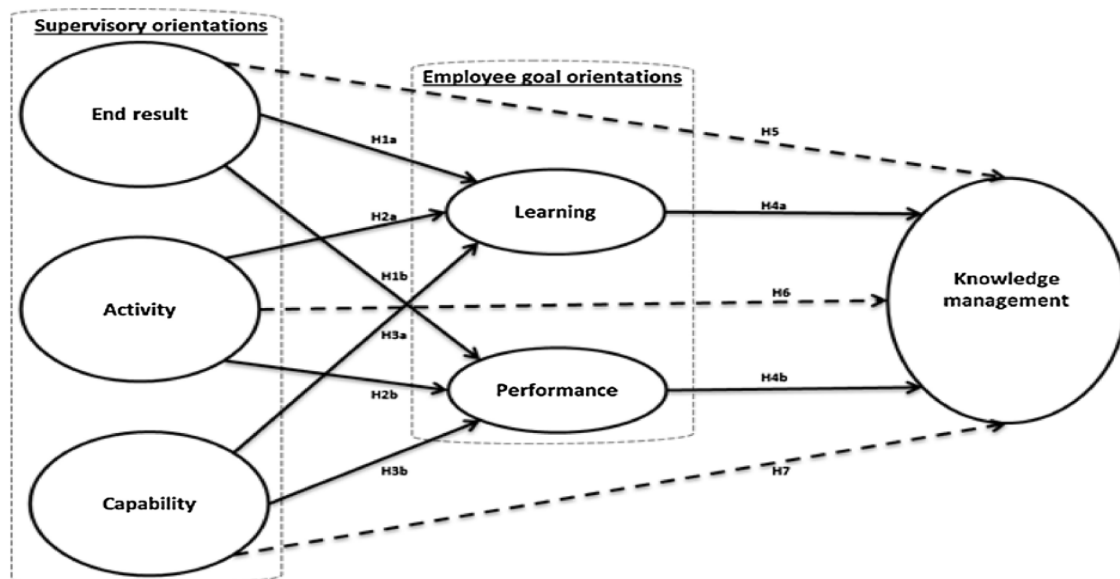 Supervisory orientations
End result
Employee goal orientations
H5
H1a
Learning
H2a
H4a
H1b
Knowledge
management
Activity
H6
H3a
H2b
Performance
H4b
H3b
Capability
H7